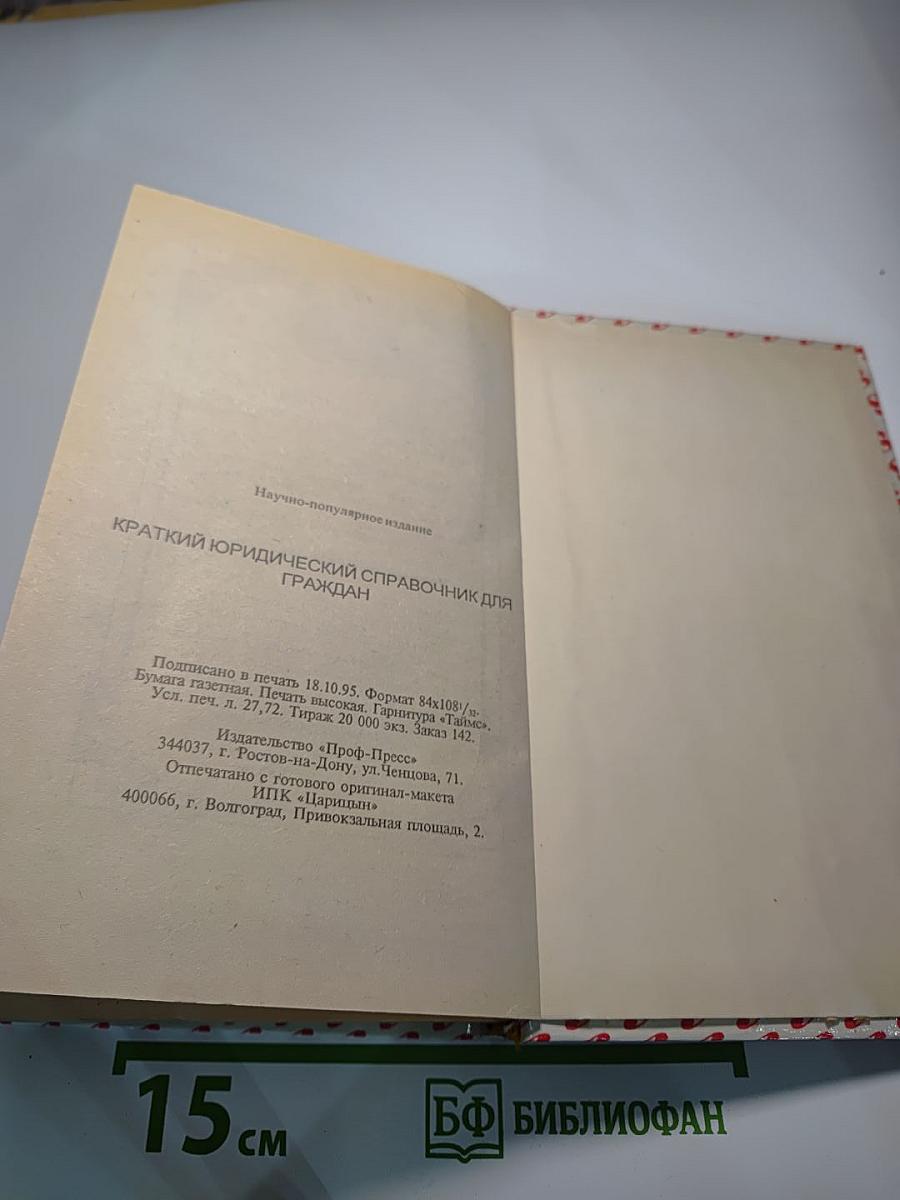 Научно-популярное издание
КРАТКИЙ ЮРИДИЧЕСКИЙ СПРАВОЧНИК ДЛЯ
ГРАЖДАН
Подписано в печать 18.10.95. Формат 84х108¹/₃₂.
Бумага газетная. Печать высокая. Гарнитура «Таймс».
Усл. печ. л. 27,72. Тираж 20 000 экз. Заказ 142.
Издательство «Проф-Пресс»
344037, г. Ростов-на-Дону, ул.Ченцова, 71.
Отпечатано с готового оригинал-макета
ИПК «Царицын»
400066, г. Волгоград, Привокзальная площадь, 2.
15 см
БФ БИБЛИОФАН